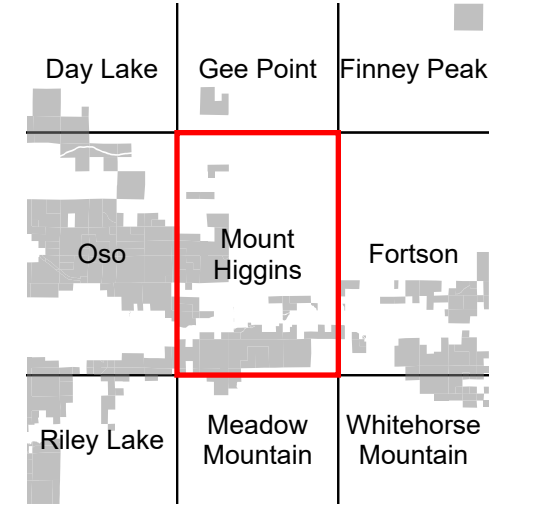 Day Lake
Gee Point
Finney Peak
Oso
Mount
Higgins
Fortson
Riley Lake
Meadow
Mountain
Whitehorse
Mountain